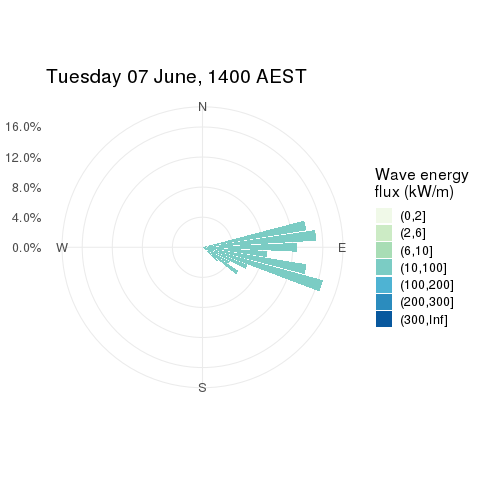 Tuesday 07 June, 1400 AEST
N
16.0%
12.0%
8.0%
4.0%
0.0%
W
E
S
Wave energy
flux (kW/m)
(0,2]
(2,6]
(6,10]
(10,100]
(100,200]
(200,300]
(300,Inf]